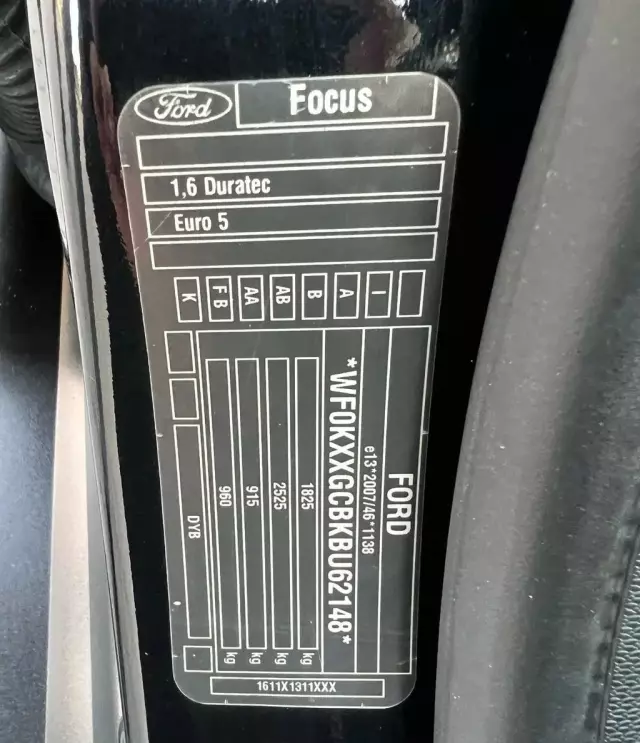 Ford
Focus
1,6 Duratec
Euro 5
K
F B
AA
AB
B
A
I
FORD
e13*2007/46*1138
*WF0KXXGCBKBU62148*
1825 kg
2525 kg
915 kg
960 kg
DYB
1611X1311XXX